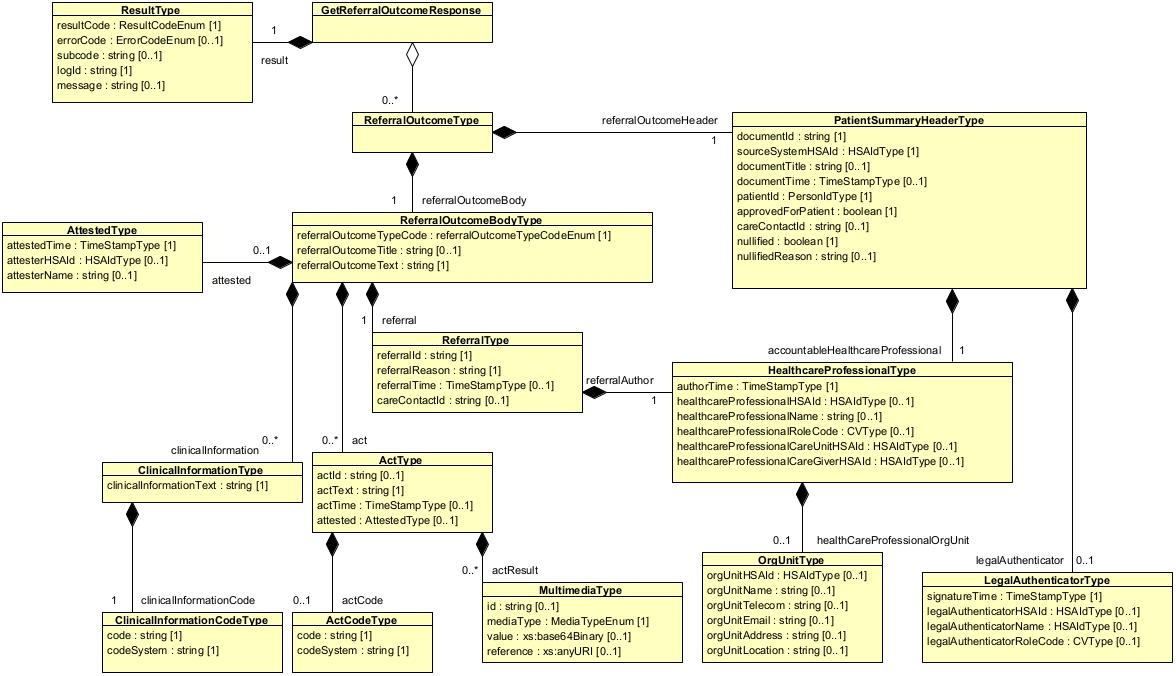 ResultType
resultCode : ResultCodeEnum [1]
errorCode : ErrorCodeEnum [0..1]
subcode : string [0..1]
logId : string [1]
message : string [0..1]
1
result
GetReferralOutcomeResponse
0..*
ReferralOutcomeType
referralOutcomeHeader
1
PatientSummaryHeaderType
documentId : string [1]
sourceSystemHSAId : HSAIdType [1]
documentTitle : string [0..1]
documentTime : TimeStampType [0..1]
patientId : PersonIdType [1]
approvedForPatient : boolean [1]
careContactId : string [0..1]
nullified : boolean [1]
nullifiedReason : string [0..1]
1
referralOutcomeBody
ReferralOutcomeBodyType
referralOutcomeTypeCode : referralOutcomeTypeCodeEnum [1]
referralOutcomeTitle : string [0..1]
referralOutcomeText : string [1]
AttestedType
attestedTime : TimeStampType [1]
attesterHSAId : HSAIdType [0..1]
attesterName : string [0..1]
0..1
attested
1
referral
ReferralType
referralId : string [1]
referralReason : string [1]
referralTime : TimeStampType [0..1]
careContactId : string [0..1]
referralAuthor
1
accountableHealthcareProfessional
1
HealthcareProfessionalType
authorTime : TimeStampType [1]
healthcareProfessionalHSAId : HSAIdType [0..1]
healthcareProfessionalName : string [0..1]
healthcareProfessionalRoleCode : CVType [0..1]
healthcareProfessionalCareUnitHSAId : HSAIdType [0..1]
healthcareProfessionalCareGiverHSAId : HSAIdType [0..1]
0..*
clinicalInformation
ClinicalInformationType
clinicalInformationText : string [1]
0..*
act
ActType
actId : string [0..1]
actText : string [1]
actTime : TimeStampType [0..1]
attested : AttestedType [0..1]
0..1
healthCareProfessionalOrgUnit
OrgUnitType
orgUnitHSAId : HSAIdType [0..1]
orgUnitName : string [0..1]
orgUnitTelecom : string [0..1]
orgUnitEmail : string [0..1]
orgUnitAddress : string [0..1]
orgUnitLocation : string [0..1]
legalAuthenticator
0..1
LegalAuthenticatorType
signatureTime : TimeStampType [1]
legalAuthenticatorHSAId : HSAIdType [0..1]
legalAuthenticatorName : HSAIdType [0..1]
legalAuthenticatorRoleCode : CVType [0..1]
0..*
actResult
MultimediaType
id : string [0..1]
mediaType : MediaTypeEnum [1]
value : xs:base64Binary [0..1]
reference : xs:anyURI [0..1]
1
clinicalInformationCode
ClinicalInformationCodeType
code : string [1]
codeSystem : string [1]
0..1
actCode
ActCodeType
code : string [1]
codeSystem : string [1]